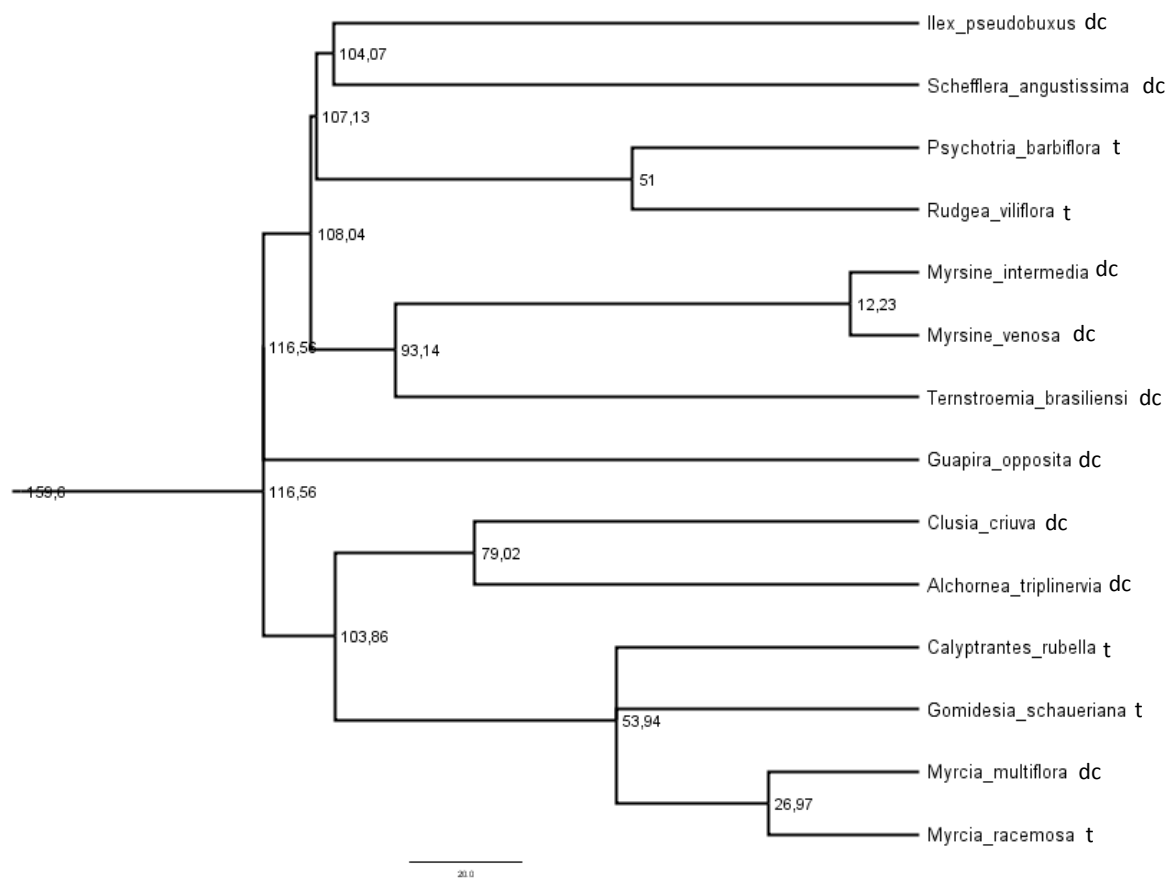 Ilex_pseudobuxus dc
104,07
Schefflera_angustissima dc
107,13
Psychotria_barbiflora t
51
Rudgea_viliflora t
108,04
Myrsine_intermedia dc
12,23
Myrsine_venosa dc
116,56
93,14
Ternstroemia_brasiliensi dc
Guapira_opposita dc
159,6
116,56
Clusia_criuva dc
79,02
Alchornea_triplinervia dc
103,86
Calyptrantes_rubella t
Gomidesia_schaueriana t
53,94
Myrcia_multiflora dc
26,97
Myrcia_racemosa t
20.0